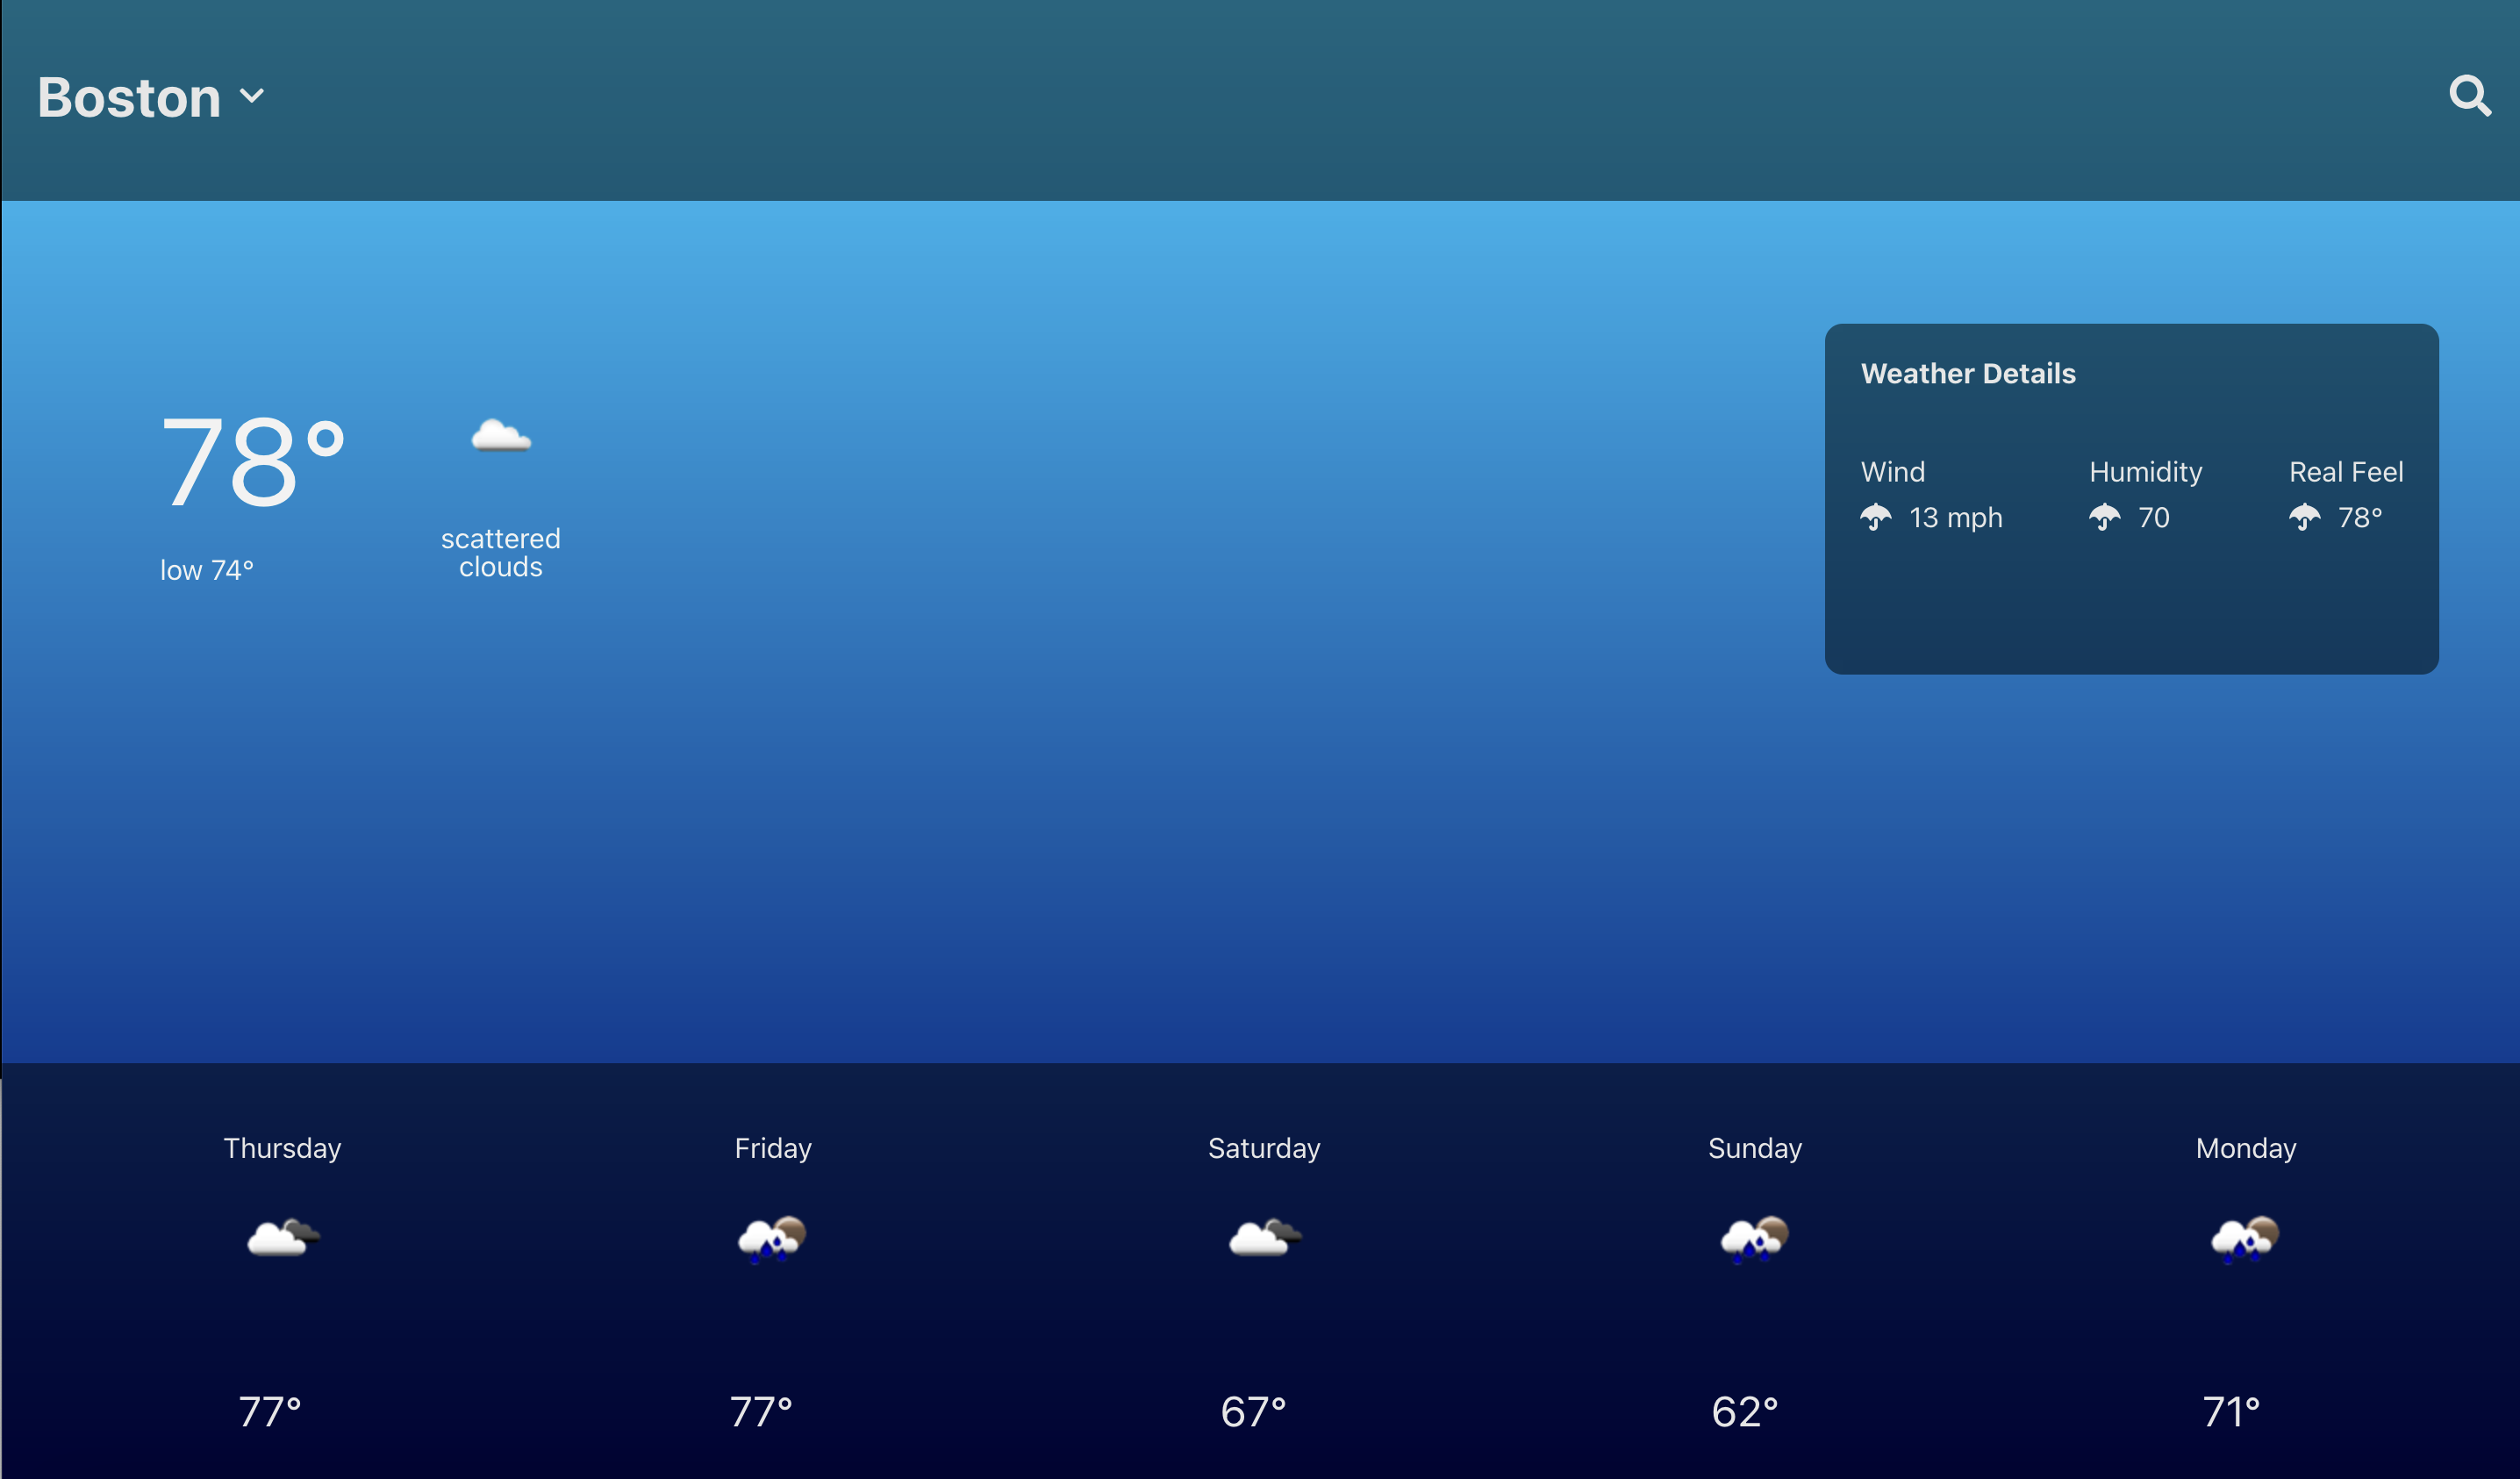 Boston
Weather Details
78°
Wind Humidity Real Feel
13 mph 70 78°
scattered
clouds
low 74°
Thursday Friday Saturday Sunday Monday
77° 77° 67° 62° 71°